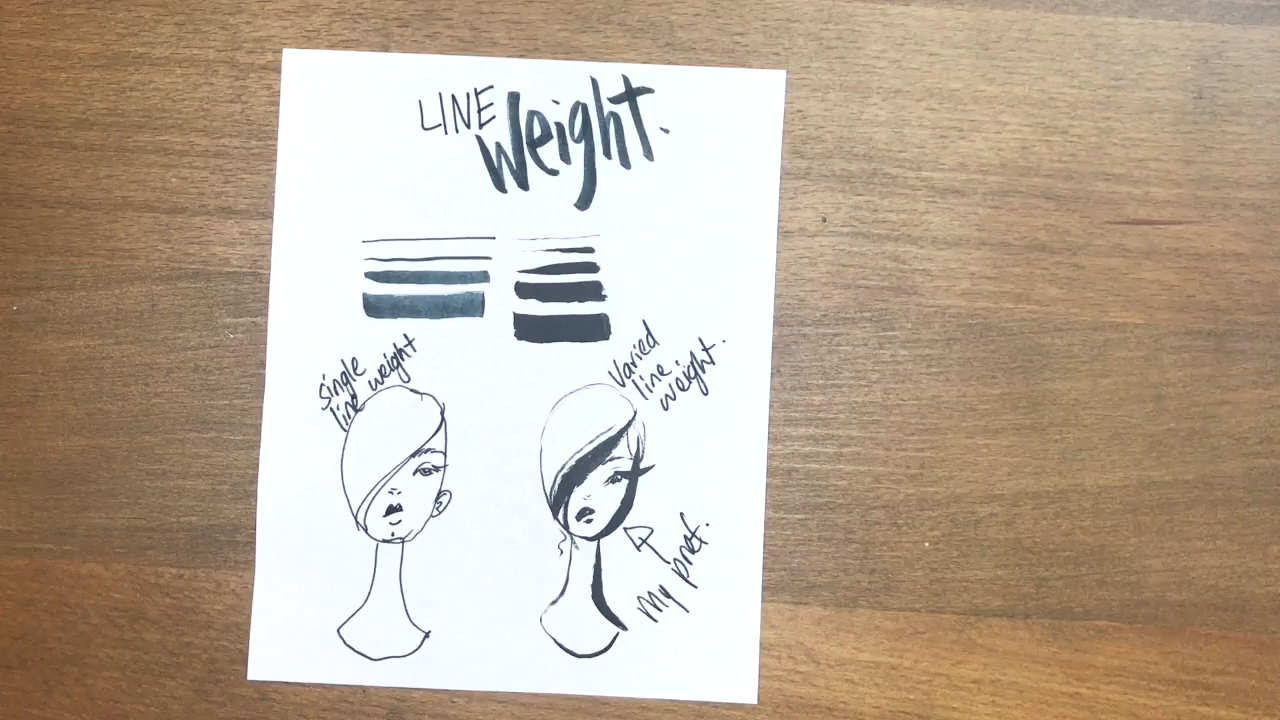 LINE Weight.
Single
line weight
Varied
line
weight.
My pref.